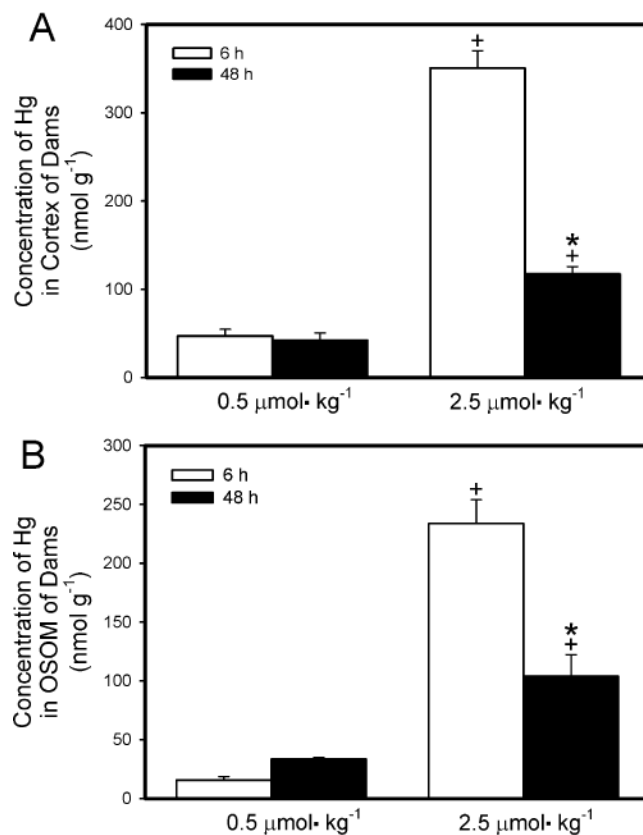 A
Concentration of Hg
in Cortex of Dams
(nmol g⁻¹)
400
300
200
100
0
6 h
48 h
+
*
+
0.5 μmol· kg⁻¹
2.5 μmol· kg⁻¹
B
Concentration of Hg
in OSOM of Dams
(nmol g⁻¹)
300
250
200
150
100
50
0
6 h
48 h
+
*
+
0.5 μmol· kg⁻¹
2.5 μmol· kg⁻¹